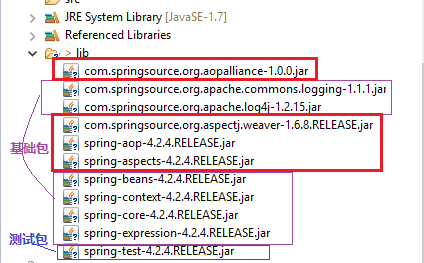 src
JRE System Library [JavaSE-1.7]
Referenced Libraries
> lib
com.springsource.org.aopalliance-1.0.0.jar
com.springsource.org.apache.commons.logging-1.1.1.jar
com.springsource.org.apache.log4j-1.2.15.jar
com.springsource.org.aspectj.weaver-1.6.8.RELEASE.jar
基础包
spring-aop-4.2.4.RELEASE.jar
spring-aspects-4.2.4.RELEASE.jar
spring-beans-4.2.4.RELEASE.jar
spring-context-4.2.4.RELEASE.jar
spring-core-4.2.4.RELEASE.jar
spring-expression-4.2.4.RELEASE.jar
测试包
spring-test-4.2.4.RELEASE.jar